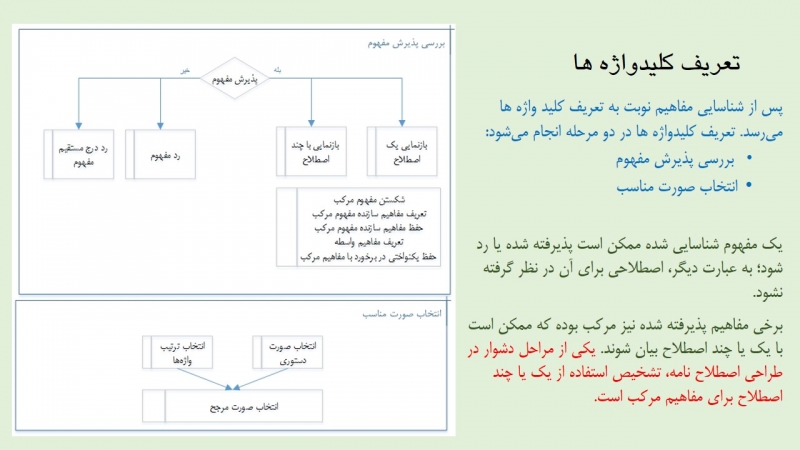 تعریف کلیدواژه ها
پس از شناسایی مفاهیم نوبت به تعریف کلید واژه ها
می‌رسد. تعریف کلیدواژه ها در دو مرحله انجام می‌شود:
• بررسی پذیرش مفهوم
• انتخاب صورت مناسب
یک مفهوم شناسایی شده ممکن است پذیرفته شده یا رد
شود؛ به عبارت دیگر، اصطلاحی برای آن در نظر گرفته
نشود.
برخی مفاهیم پذیرفته شده نیز مرکب بوده که ممکن است
با یک یا چند اصطلاح بیان شوند. یکی از مراحل دشوار در
طراحی اصطلاح نامه، تشخیص استفاده از یک یا چند
اصطلاح برای مفاهیم مرکب است.
بررسی پذیرش مفهوم
پذیرش مفهوم
بله
خیر
بازنمایی یک
اصطلاح
بازنمایی با چند
اصطلاح
رد مفهوم
رد درج مستقیم
مفهوم
شکستن مفهوم مرکب
تعریف مفاهیم سازنده مفهوم مرکب
حفظ مفاهیم سازنده مفهوم مرکب
تعریف مفاهیم واسطه
حفظ یکنواختی در برخورد با مفاهیم مرکب
انتخاب صورت مناسب
انتخاب صورت
دستوری
انتخاب ترتیب
واژه‌ها
انتخاب صورت مرجح